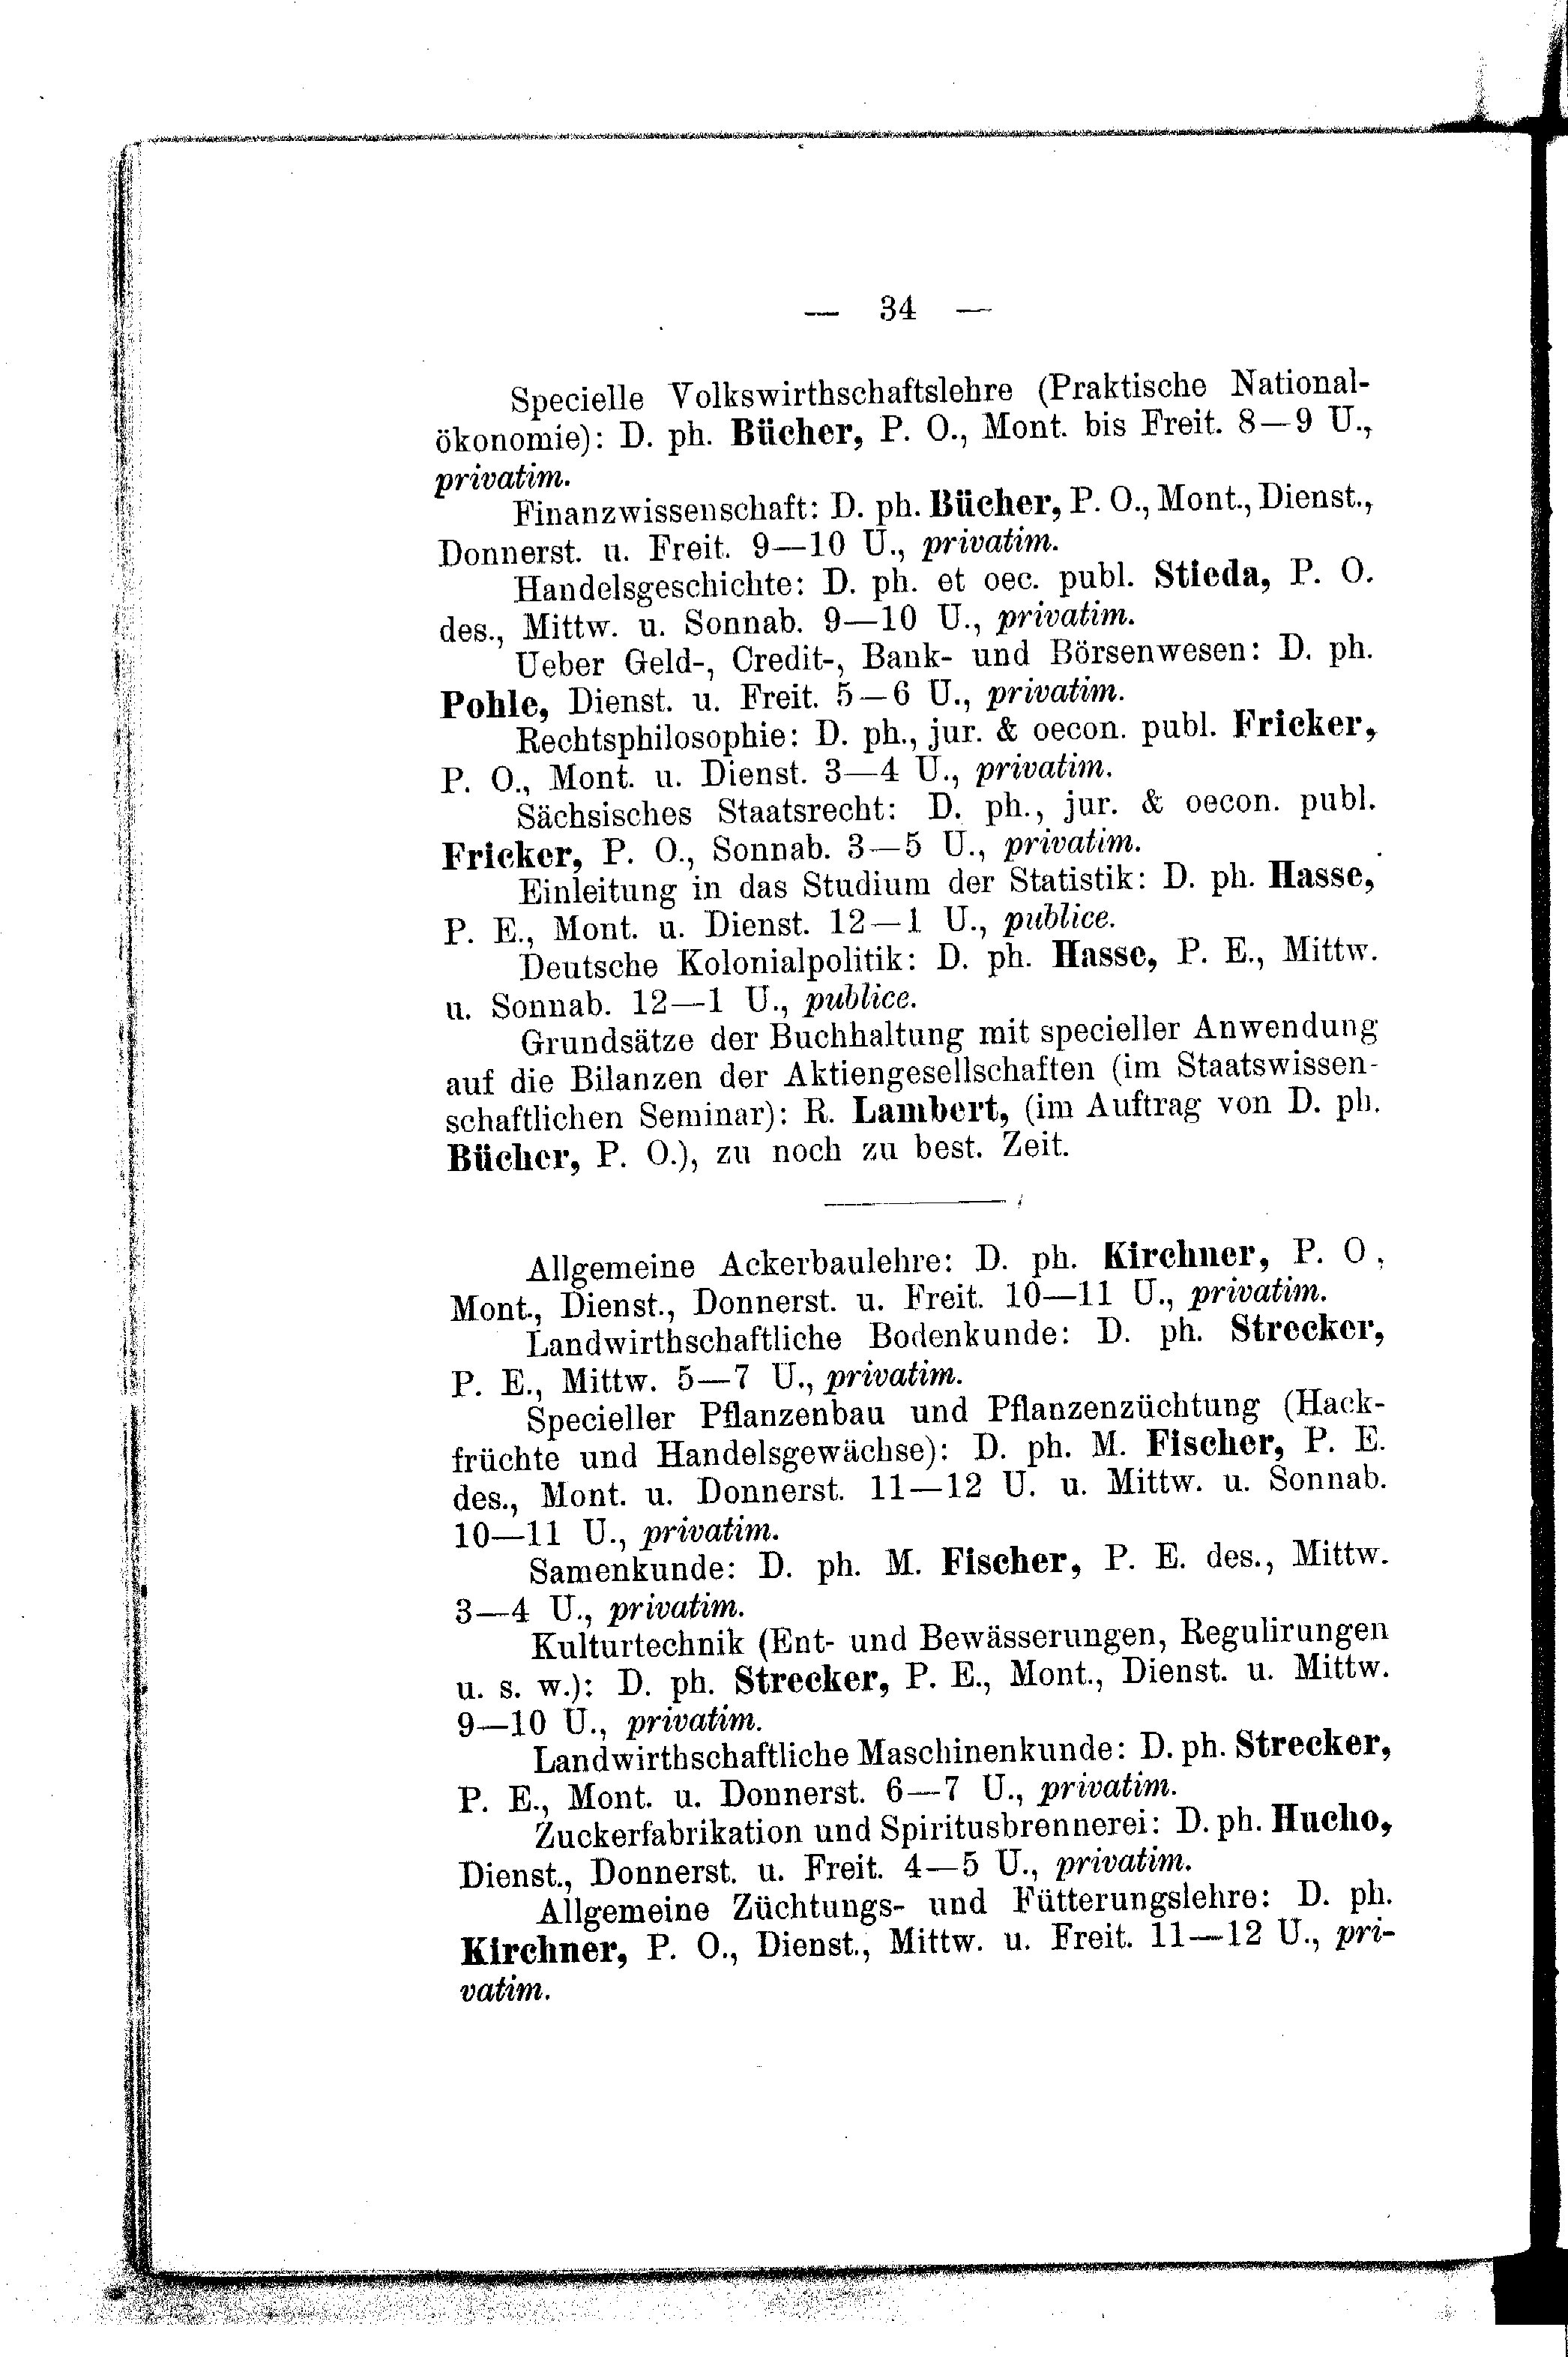 — 34 —
Specielle Volkswirthschaftslehre (Praktische National-
ökonomie): D. ph. Bücher, P. O., Mont. bis Freit. 8—9 U.,
privatim.
Finanzwissenschaft: D. ph. Bücher, P. O., Mont., Dienst.,
Donnerst. u. Freit. 9—10 U., privatim.
Handelsgeschichte: D. ph. et oec. publ. Stieda, P. O.
des., Mittw. u. Sonnab. 9—10 U., privatim.
Ueber Geld-, Credit-, Bank- und Börsenwesen: D. ph.
Pohle, Dienst. u. Freit. 5—6 U., privatim.
Rechtsphilosophie: D. ph., jur. & oecon. publ. Fricker,
P. O., Mont. u. Dienst. 3—4 U., privatim.
Sächsisches Staatsrecht: D. ph., jur. & oecon. publ.
Fricker, P. O., Sonnab. 3—5 U., privatim.
Einleitung in das Studium der Statistik: D. ph. Hasse,
P. E., Mont. u. Dienst. 12—1 U., publice.
Deutsche Kolonialpolitik: D. ph. Hasse, P. E., Mittw.
u. Sonnab. 12—1 U., publice.
Grundsätze der Buchhaltung mit specieller Anwendung
auf die Bilanzen der Aktiengesellschaften (im Staatswissen-
schaftlichen Seminar): R. Lambert, (im Auftrag von D. ph.
Bücher, P. O.), zu noch zu best. Zeit.
Allgemeine Ackerbaulehre: D. ph. Kirchner, P. O,
Mont., Dienst., Donnerst. u. Freit. 10—11 U., privatim.
Landwirthschaftliche Bodenkunde: D. ph. Strecker,
P. E., Mittw. 5—7 U., privatim.
Specieller Pflanzenbau und Pflanzenzüchtung (Hack-
früchte und Handelsgewächse): D. ph. M. Fischer, P. E.
des., Mont. u. Donnerst. 11—12 U. u. Mittw. u. Sonnab.
10—11 U., privatim.
Samenkunde: D. ph. M. Fischer, P. E. des., Mittw.
3—4 U., privatim.
Kulturtechnik (Ent- und Bewässerungen, Regulirungen
u. s. w.): D. ph. Strecker, P. E., Mont., Dienst. u. Mittw.
9—10 U., privatim.
Landwirthschaftliche Maschinenkunde: D. ph. Strecker,
P. E., Mont. u. Donnerst. 6—7 U., privatim.
Zuckerfabrikation und Spiritusbrennerei: D. ph. Hucho,
Dienst., Donnerst. u. Freit. 4—5 U., privatim.
Allgemeine Züchtungs- und Fütterungslehre: D. ph.
Kirchner, P. O., Dienst., Mittw. u. Freit. 11—12 U., pri-
vatim.